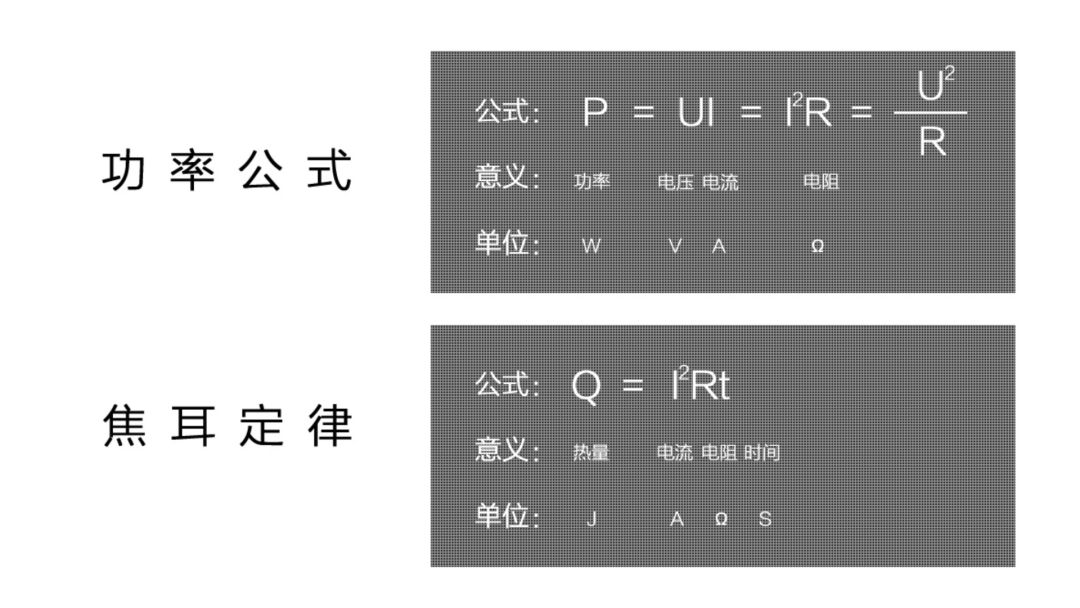 功率公式
公式： P = UI = I²R = U²/R
意义： 功率 电压 电流 电阻
单位： W V A Ω
焦耳定律
公式： Q = I²Rt
意义： 热量 电流 电阻 时间
单位： J A Ω S